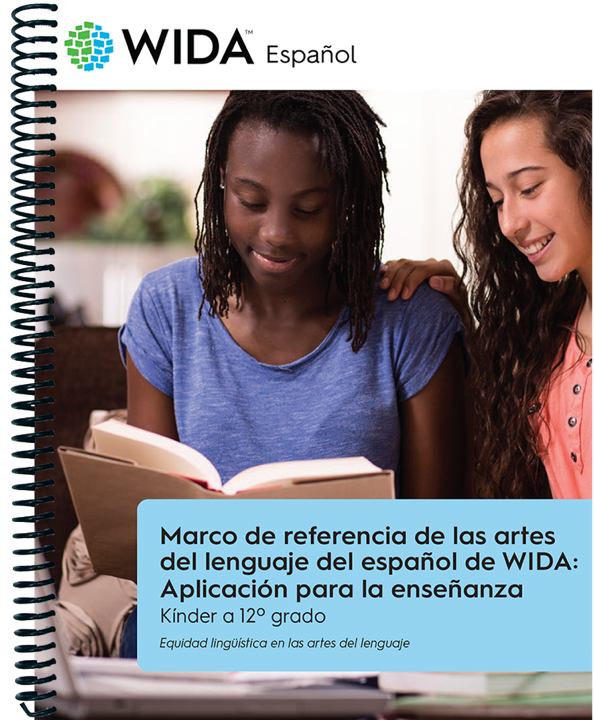 WIDA™ Español
Marco de referencia de las artes
del lenguaje del español de WIDA:
Aplicación para la enseñanza
Kínder a 12º grado
Equidad lingüística en las artes del lenguaje